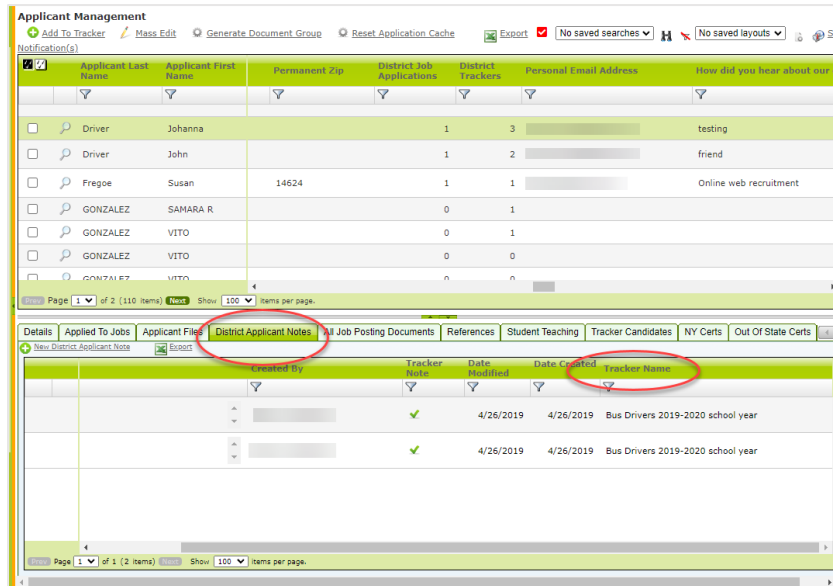 Applicant Management
Add To Tracker Mass Edit Generate Document Group Reset Application Cache Export No saved searches No saved layouts S
Notification(s)
Applicant Last Name Applicant First Name Permanent Zip District Job Applications District Trackers Personal Email Address How did you hear about our
Driver Johanna 1 3 testing
Driver John 1 2 friend
Fregoe Susan 14624 1 1 Online web recruitment
GONZALEZ SAMARA R 0 1
GONZALEZ VITO 0 1
GONZALEZ VITO 0 0
GONZALEZ VITO 0 0
Prev Page 1 of 2 (110 items) Next Show 100 items per page.
Details Applied To Jobs Applicant Files District Applicant Notes All Job Posting Documents References Student Teaching Tracker Candidates NY Certs Out Of State Certs
New District Applicant Note Export
Created By Tracker Note Date Modified Date Created Tracker Name
4/26/2019 4/26/2019 Bus Drivers 2019-2020 school year
4/26/2019 4/26/2019 Bus Drivers 2019-2020 school year
Prev Page 1 of 1 (2 items) Next Show 100 items per page.